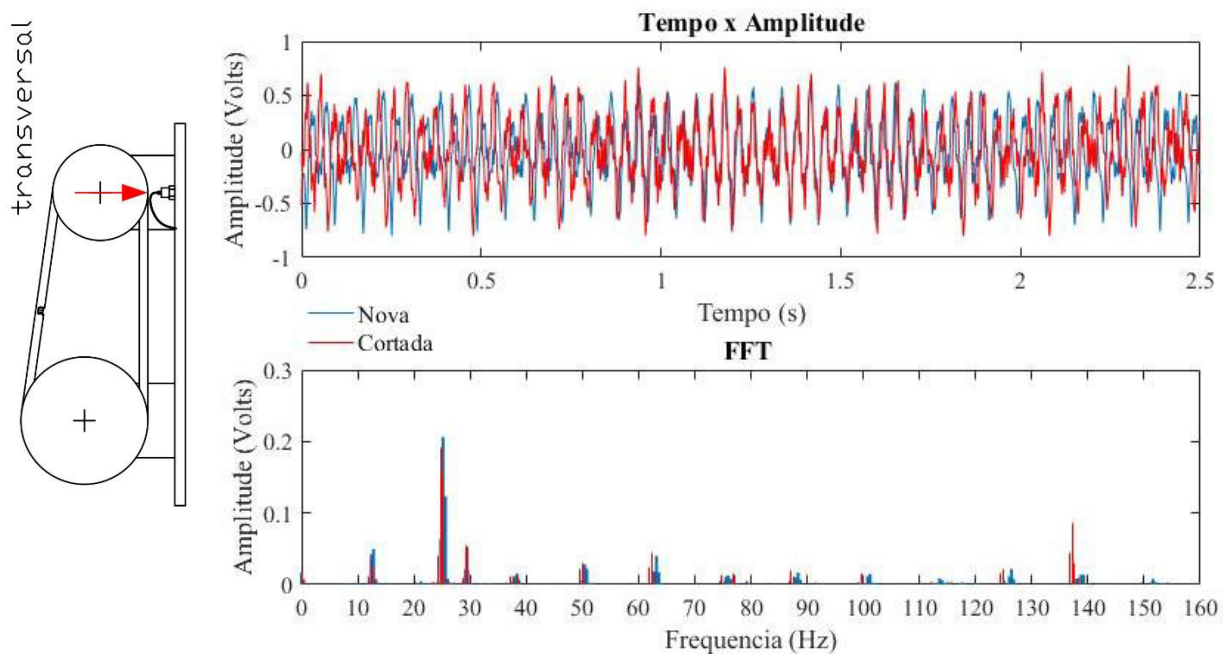 transversal
Tempo x Amplitude
Amplitude (Volts)
1
0.5
0
-0.5
-1
0 0.5 1 1.5 2 2.5
Tempo (s)
Nova
Cortada
FFT
Amplitude (Volts)
0.3
0.2
0.1
0
0 10 20 30 40 50 60 70 80 90 100 110 120 130 140 150 160
Frequencia (Hz)